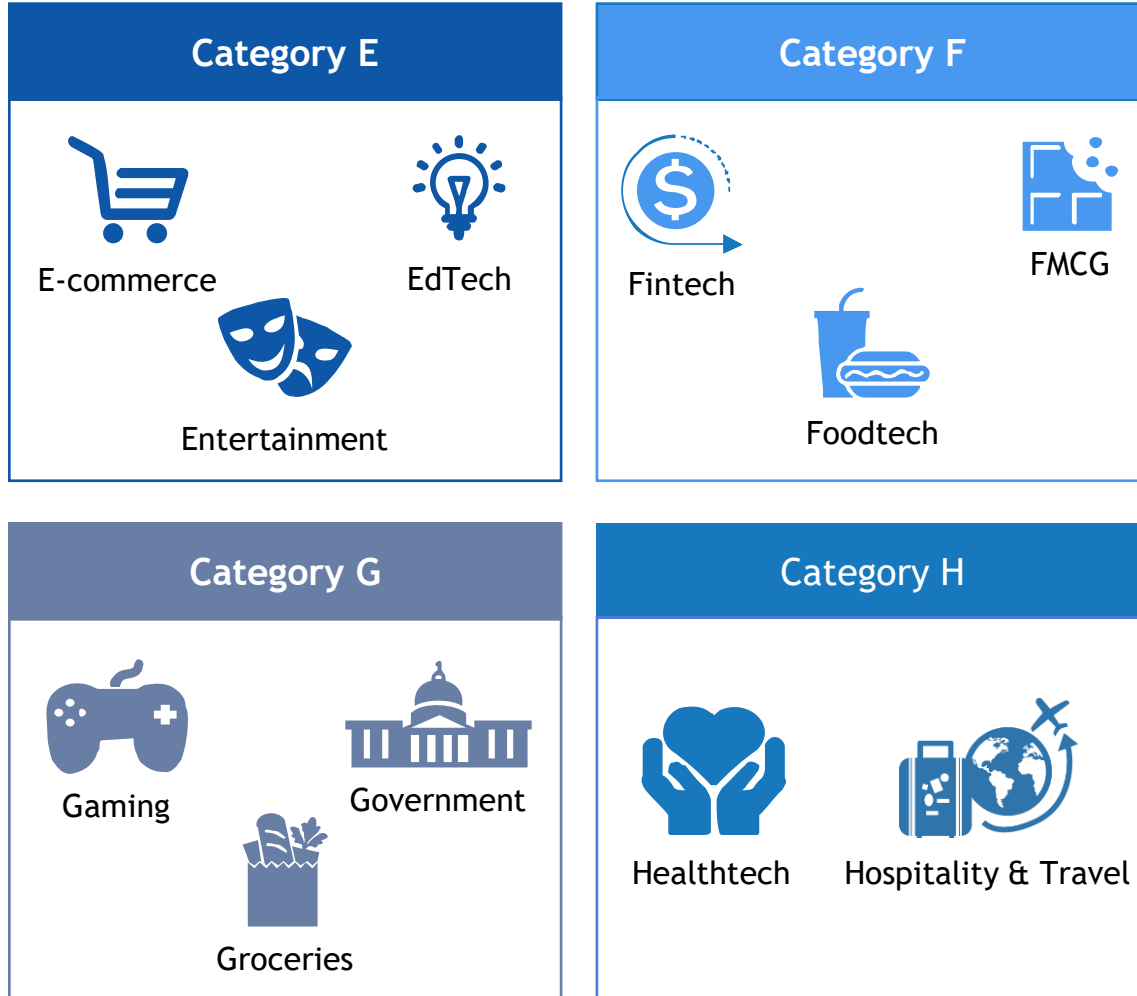 Category E
E-commerce
EdTech
Entertainment
Category F
Fintech
FMCG
Foodtech
Category G
Gaming
Government
Groceries
Category H
Healthtech
Hospitality & Travel